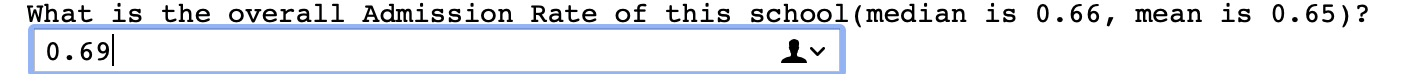 What is the overall Admission Rate of this school(median is 0.66, mean is 0.65)?
0.69